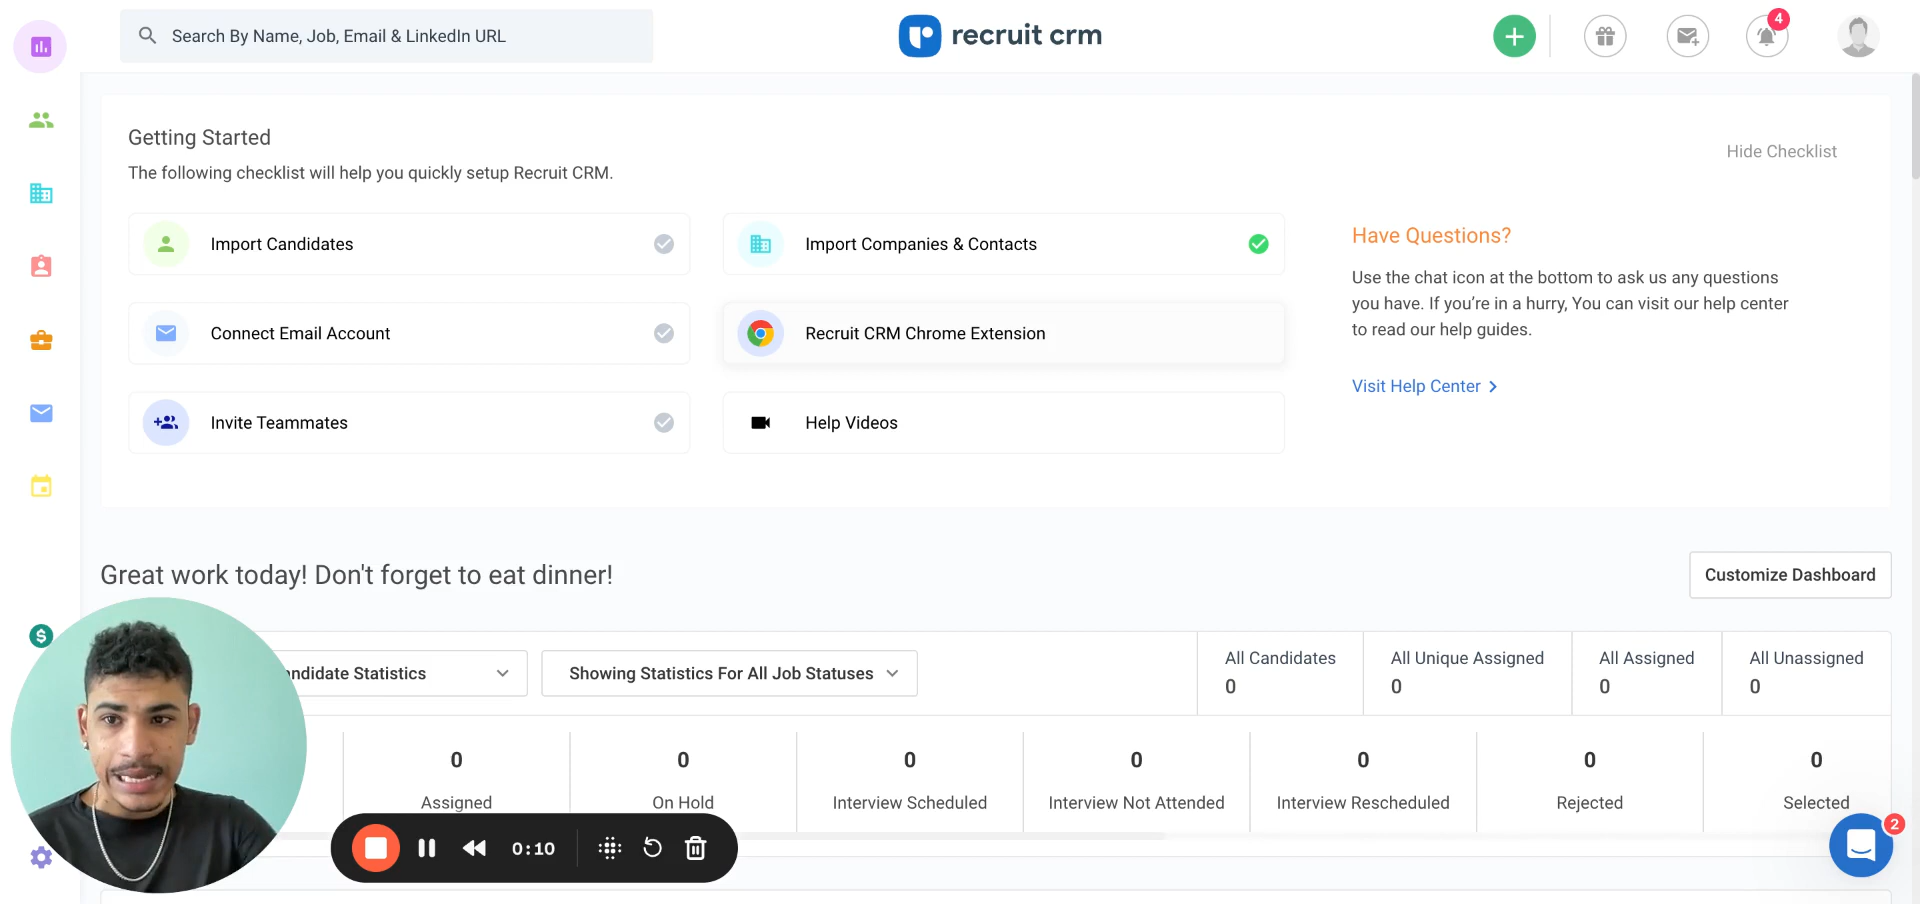 Search By Name, Job, Email & LinkedIn URL
recruit crm
4
Getting Started
Hide Checklist
The following checklist will help you quickly setup Recruit CRM.
Import Candidates
Import Companies & Contacts
Connect Email Account
Recruit CRM Chrome Extension
Invite Teammates
Help Videos
Have Questions?
Use the chat icon at the bottom to ask us any questions
you have. If you’re in a hurry, You can visit our help center
to read our help guides.
Visit Help Center
Great work today! Don't forget to eat dinner!
Customize Dashboard
$
Statistics
Showing Statistics For All Job Statuses
All Candidates
0
All Unique Assigned
0
All Assigned
0
All Unassigned
0
0
Assigned
0
On Hold
0
Interview Scheduled
0
Interview Not Attended
0
Interview Rescheduled
0
Rejected
0
Selected
0:10
2